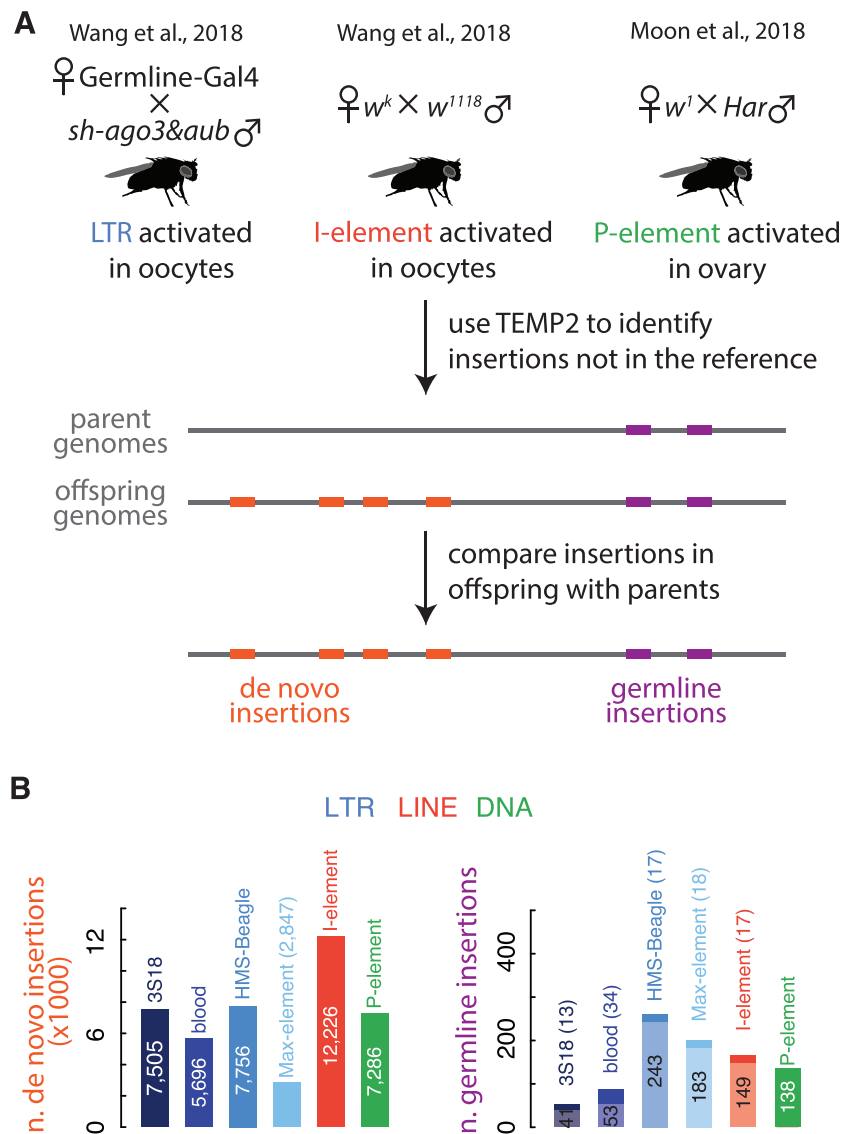 A
Wang et al., 2018
♀Germline-Gal4
×
sh-ago3&aub♂
LTR activated
in oocytes
Wang et al., 2018
♀wᵏ × w¹¹¹⁸♂
I-element activated
in oocytes
Moon et al., 2018
♀w¹ × Har♂
P-element activated
in ovary
use TEMP2 to identify
insertions not in the reference
parent
genomes
offspring
genomes
compare insertions in
offspring with parents
de novo
insertions
germline
insertions
B
LTR LINE DNA
n. de novo insertions
(x1000)
0
6
12
3S18
7,505
blood
5,696
HMS-Beagle
7,756
Max-element (2,847)
I-element
12,226
P-element
7,286
n. germline insertions
0
200
400
3S18 (13)
41
blood (34)
53
HMS-Beagle (17)
243
Max-element (18)
183
I-element (17)
149
P-element
138